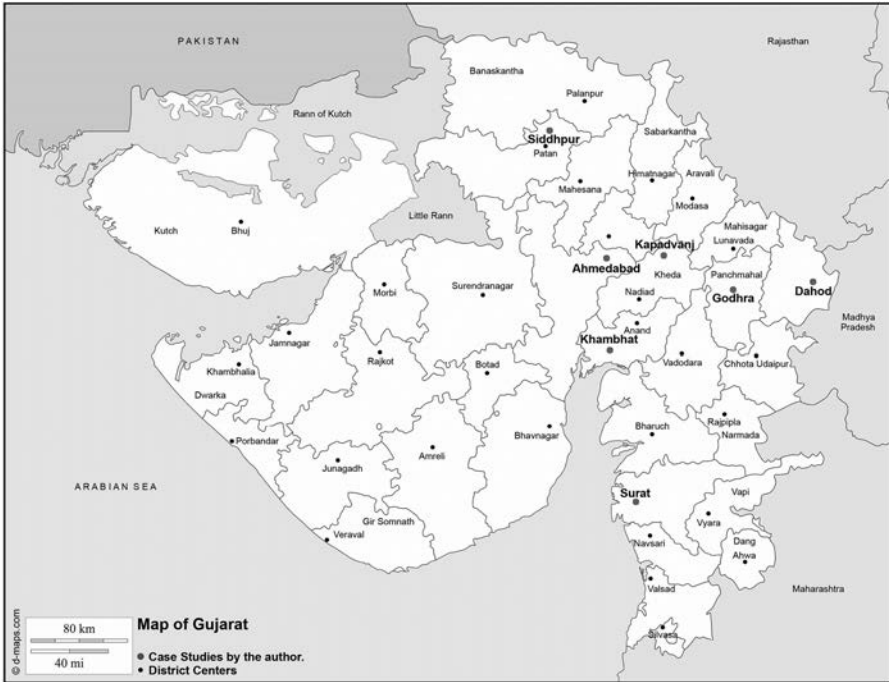 PAKISTAN
Rajasthan
Banaskantha
Palanpur
Rann of Kutch
Siddhpur
Sabarkantha
Patan
Himatnagar
Aravali
Mahesana
Modasa
Little Rann
Kutch
Bhuj
Mahisagar
Kapadvanj
Lunavada
Ahmedabad
Kheda
Panchmahal
Morbi
Surendranagar
Nadiad
Godhra
Dahod
Madhya
Pradesh
Anand
Jamnagar
Khambhat
Rajkot
Botad
Vadodara
Chhota Udaipur
Khambhalia
Dwarka
Rajpipla
Bharuch
Narmada
Bhavnagar
Porbandar
Amreli
Junagadh
ARABIAN SEA
Surat
Vapi
Gir Somnath
Vyara
Veraval
Navsari
Dang
Ahwa
Valsad
Maharashtra
Silvasa
© d-maps.com
80 km
40 mi
Map of Gujarat
Case Studies by the author.
District Centers